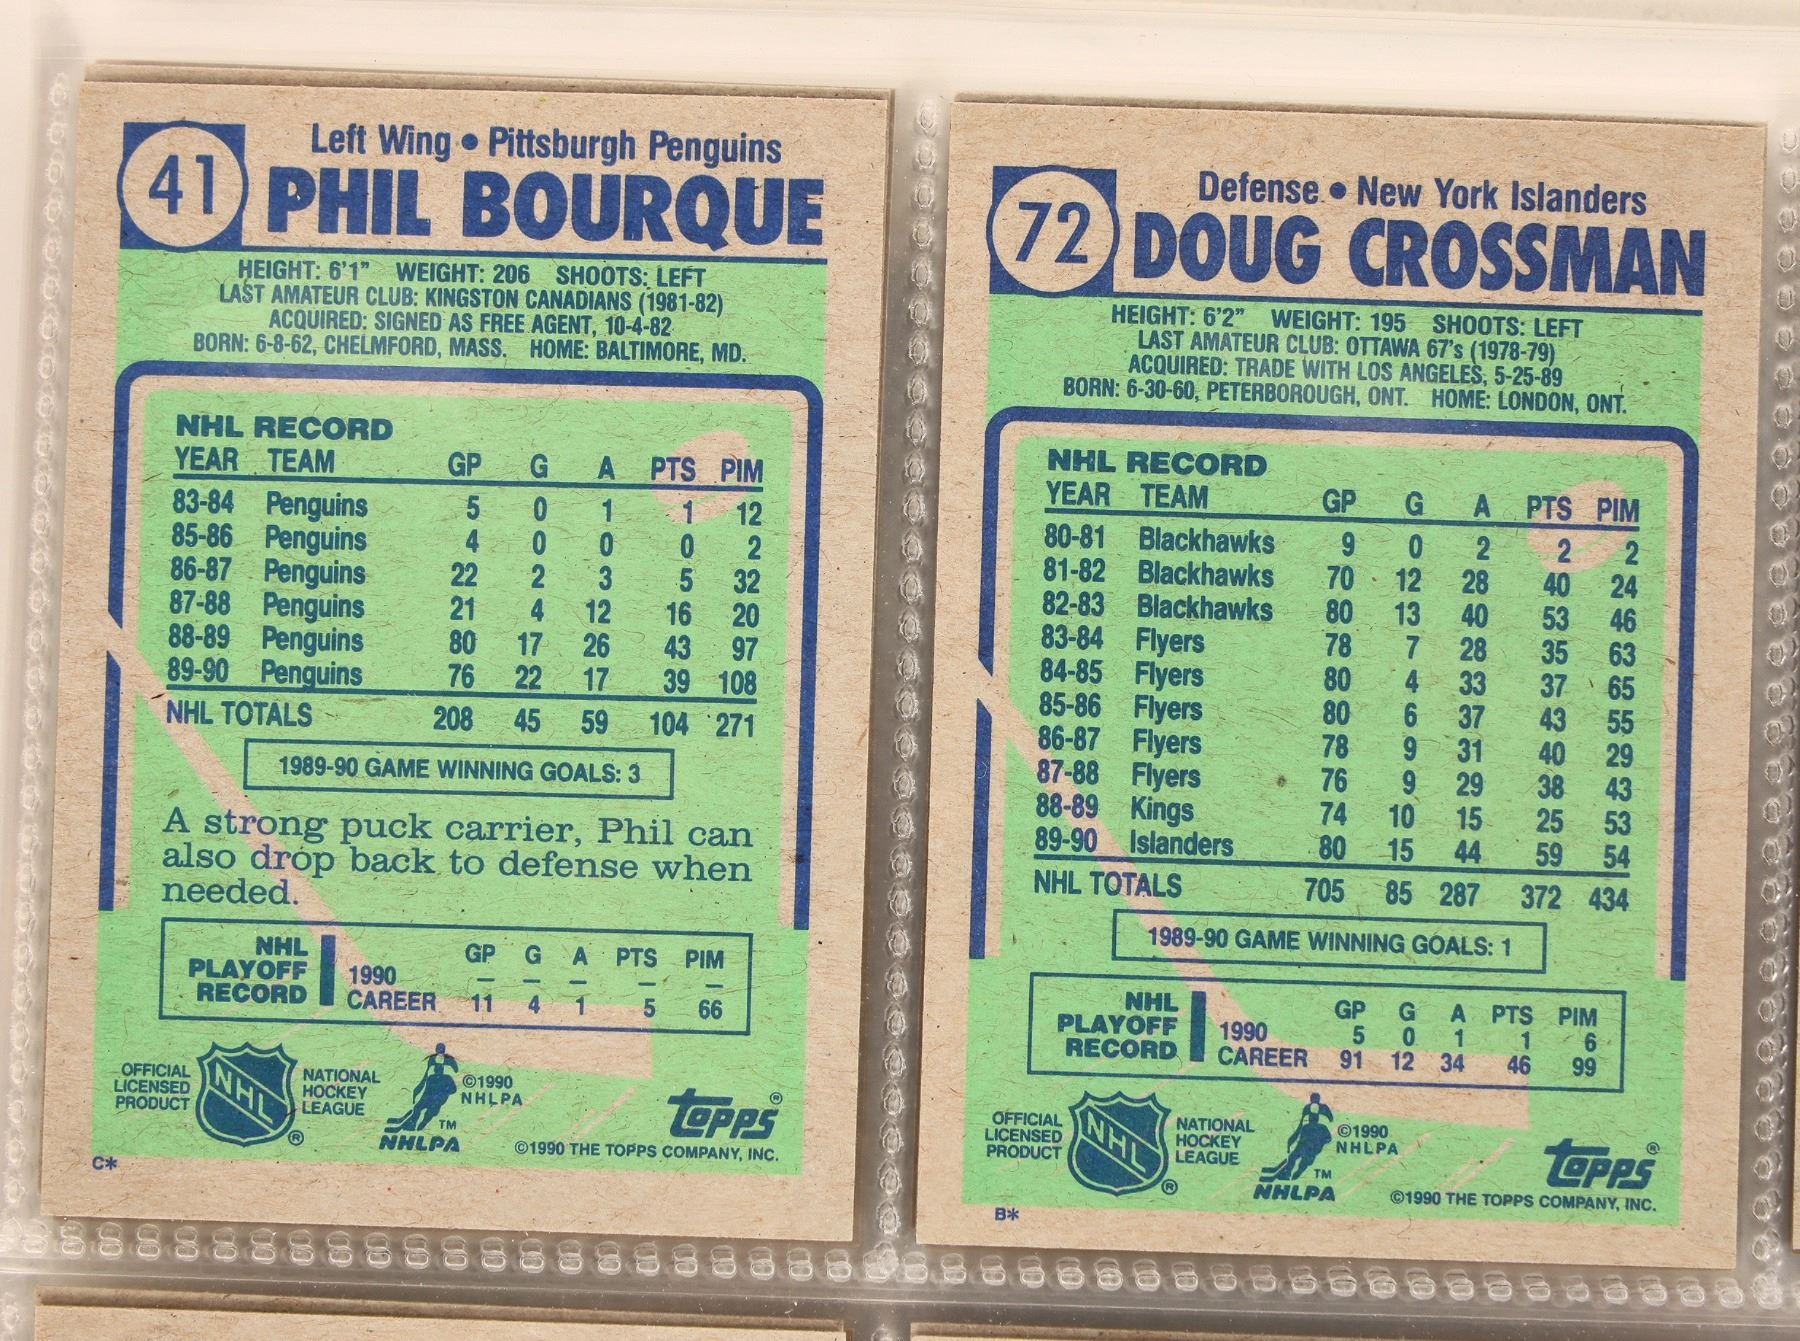 41
Left Wing • Pittsburgh Penguins
PHIL BOURQUE
HEIGHT: 6'1" WEIGHT: 206 SHOOTS: LEFT
LAST AMATEUR CLUB: KINGSTON CANADIANS (1981-82)
ACQUIRED: SIGNED AS FREE AGENT, 10-4-82
BORN: 6-8-62, CHELMFORD, MASS. HOME: BALTIMORE, MD.
NHL RECORD
YEAR TEAM GP G A PTS PIM
83-84 Penguins 5 0 1 1 12
85-86 Penguins 4 0 0 0 2
86-87 Penguins 22 2 3 5 32
87-88 Penguins 21 4 12 16 20
88-89 Penguins 80 17 26 43 97
89-90 Penguins 76 22 17 39 108
NHL TOTALS 208 45 59 104 271
1989-90 GAME WINNING GOALS: 3
A strong puck carrier, Phil can
also drop back to defense when
needed.
NHL PLAYOFF RECORD
GP G A PTS PIM
1990 – – – – –
CAREER 11 4 1 5 66
OFFICIAL
LICENSED
PRODUCT
NHL
®
NATIONAL
HOCKEY
LEAGUE
TM
NHLPA
©1990
NHLPA
topps®
©1990 THE TOPPS COMPANY, INC.
C*
72
Defense • New York Islanders
DOUG CROSSMAN
HEIGHT: 6'2" WEIGHT: 195 SHOOTS: LEFT
LAST AMATEUR CLUB: OTTAWA 67's (1978-79)
ACQUIRED: TRADE WITH LOS ANGELES, 5-25-89
BORN: 6-30-60, PETERBOROUGH, ONT. HOME: LONDON, ONT.
NHL RECORD
YEAR TEAM GP G A PTS PIM
80-81 Blackhawks 9 0 2 2 2
81-82 Blackhawks 70 12 28 40 24
82-83 Blackhawks 80 13 40 53 46
83-84 Flyers 78 7 28 35 63
84-85 Flyers 80 4 33 37 65
85-86 Flyers 80 6 37 43 55
86-87 Flyers 78 9 31 40 29
87-88 Flyers 76 9 29 38 43
88-89 Kings 74 10 15 25 53
89-90 Islanders 80 15 44 59 54
NHL TOTALS 705 85 287 372 434
1989-90 GAME WINNING GOALS: 1
NHL PLAYOFF RECORD
GP G A PTS PIM
1990 5 0 1 1 6
CAREER 91 12 34 46 99
OFFICIAL
LICENSED
PRODUCT
NHL
®
NATIONAL
HOCKEY
LEAGUE
TM
NHLPA
©1990
NHLPA
topps®
©1990 THE TOPPS COMPANY, INC.
B*